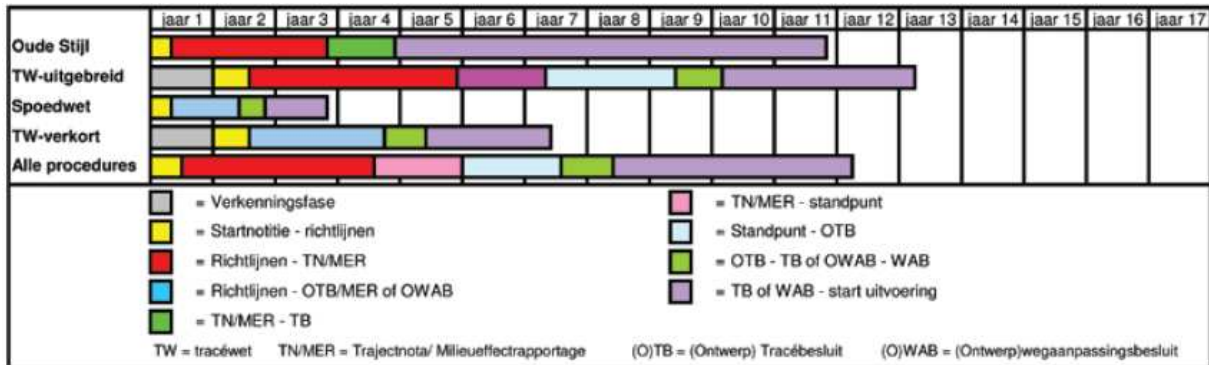 jaar 1 jaar 2 jaar 3 jaar 4 jaar 5 jaar 6 jaar 7 jaar 8 jaar 9 jaar 10 jaar 11 jaar 12 jaar 13 jaar 14 jaar 15 jaar 16 jaar 17
Oude Stijl
TW-uitgebreid
Spoedwet
TW-verkort
Alle procedures
= Verkenningsfase
= Startnotitie - richtlijnen
= Richtlijnen - TN/MER
= Richtlijnen - OTB/MER of OWAB
= TN/MER - TB
= TN/MER - standpunt
= Standpunt - OTB
= OTB - TB of OWAB - WAB
= TB of WAB - start uitvoering
TW = tracéwet TN/MER = Trajectnota/ Milieueffectrapportage (O)TB = (Ontwerp) Tracébesluit (O)WAB = (Ontwerp)wegaanpassingsbesluit